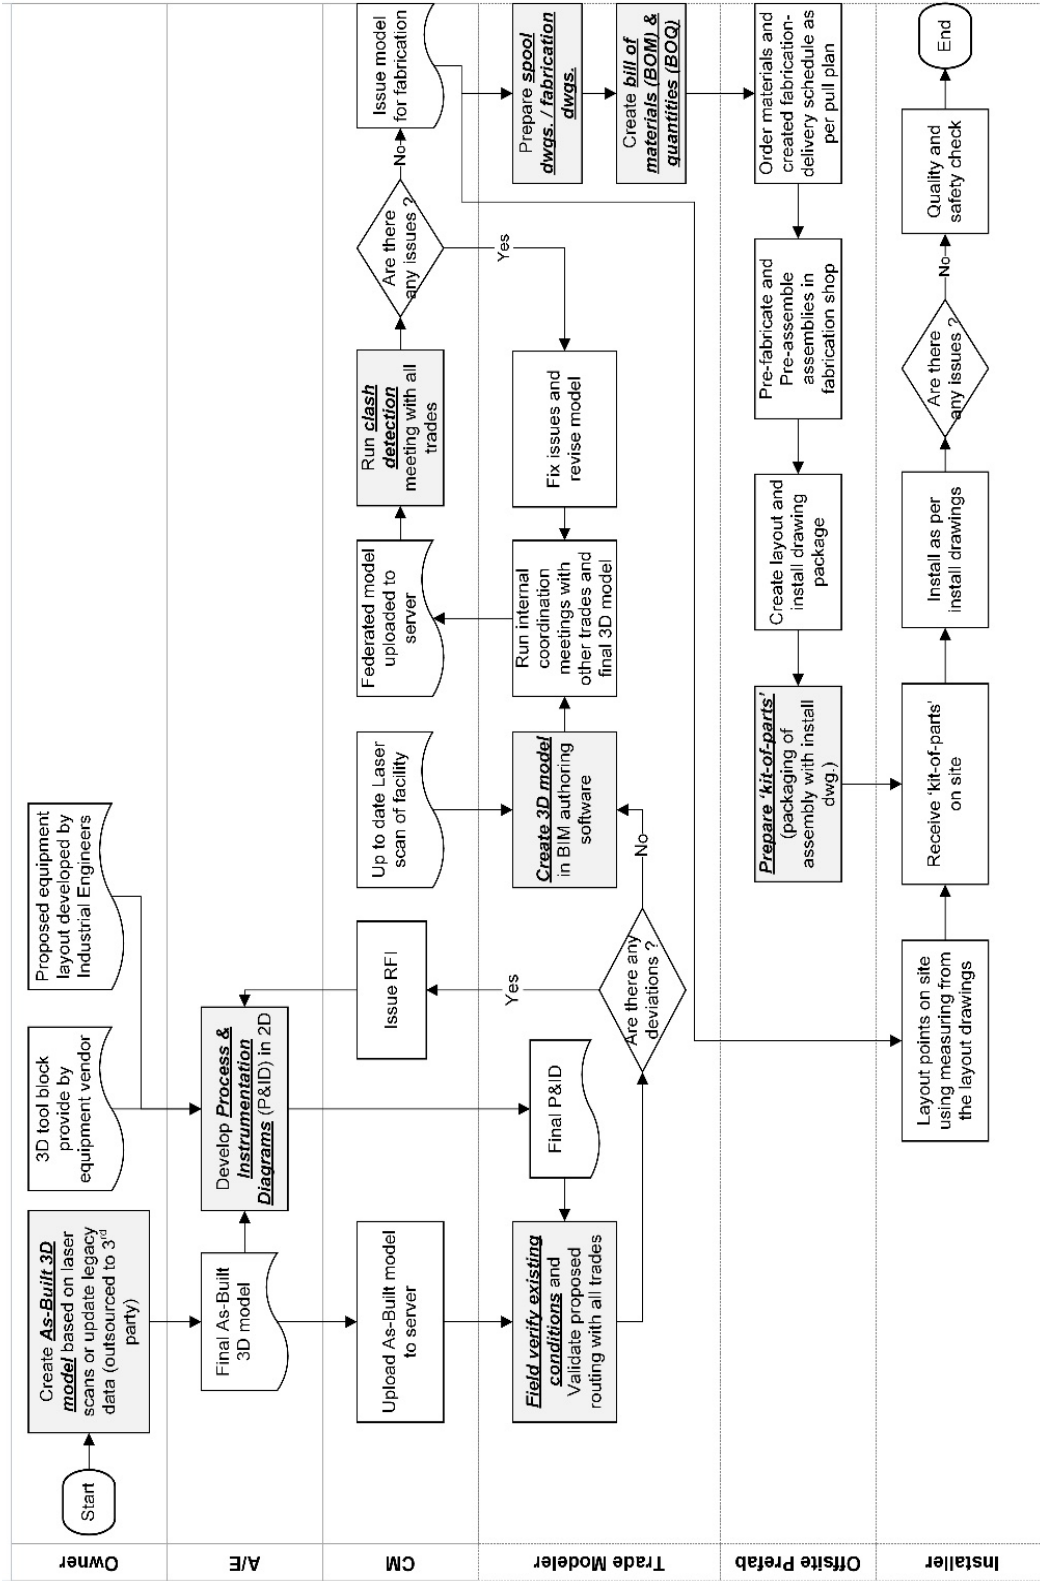 Owner
Start
Create As-Built 3D
model based on laser
scans or update legacy
data (outsourced to 3rd
party)
3D tool block
provide by
equipment vendor
Proposed equipment
layout developed by
Industrial Engineers
A/E
Final As-Built
3D model
Develop Process &
Instrumentation
Diagrams (P&ID) in 2D
CM
Upload As-Built model
to server
Issue RFI
Up to date Laser
scan of facility
Federated model
uploaded to
server
Run clash
detection
meeting with all
trades
Are there
any issues ?
No
Issue model
for fabrication
Yes
Trade Modeler
Field verify existing
conditions and
Validate proposed
routing with all trades
Final P&ID
Yes
Are there any
deviations ?
No
Create 3D model
in BIM authoring
software
Run internal
coordination
meetings with
other trades and
final 3D model
Fix issues and
revise model
Prepare spool
dwgs. / fabrication
dwgs.
Create bill of
materials (BOM) &
quantities (BOQ)
Offsite Prefab
Prepare ‘kit-of-parts’
(packaging of
assembly with install
dwg.)
Create layout and
install drawing
package
Pre-fabricate and
Pre-assemble
assemblies in
fabrication shop
Order materials and
created fabrication-
delivery schedule as
per pull plan
Installer
Layout points on site
using measuring from
the layout drawings
Receive ‘kit-of-parts’
on site
Install as per
install drawings
Are there
any issues ?
No
Quality and
safety check
End